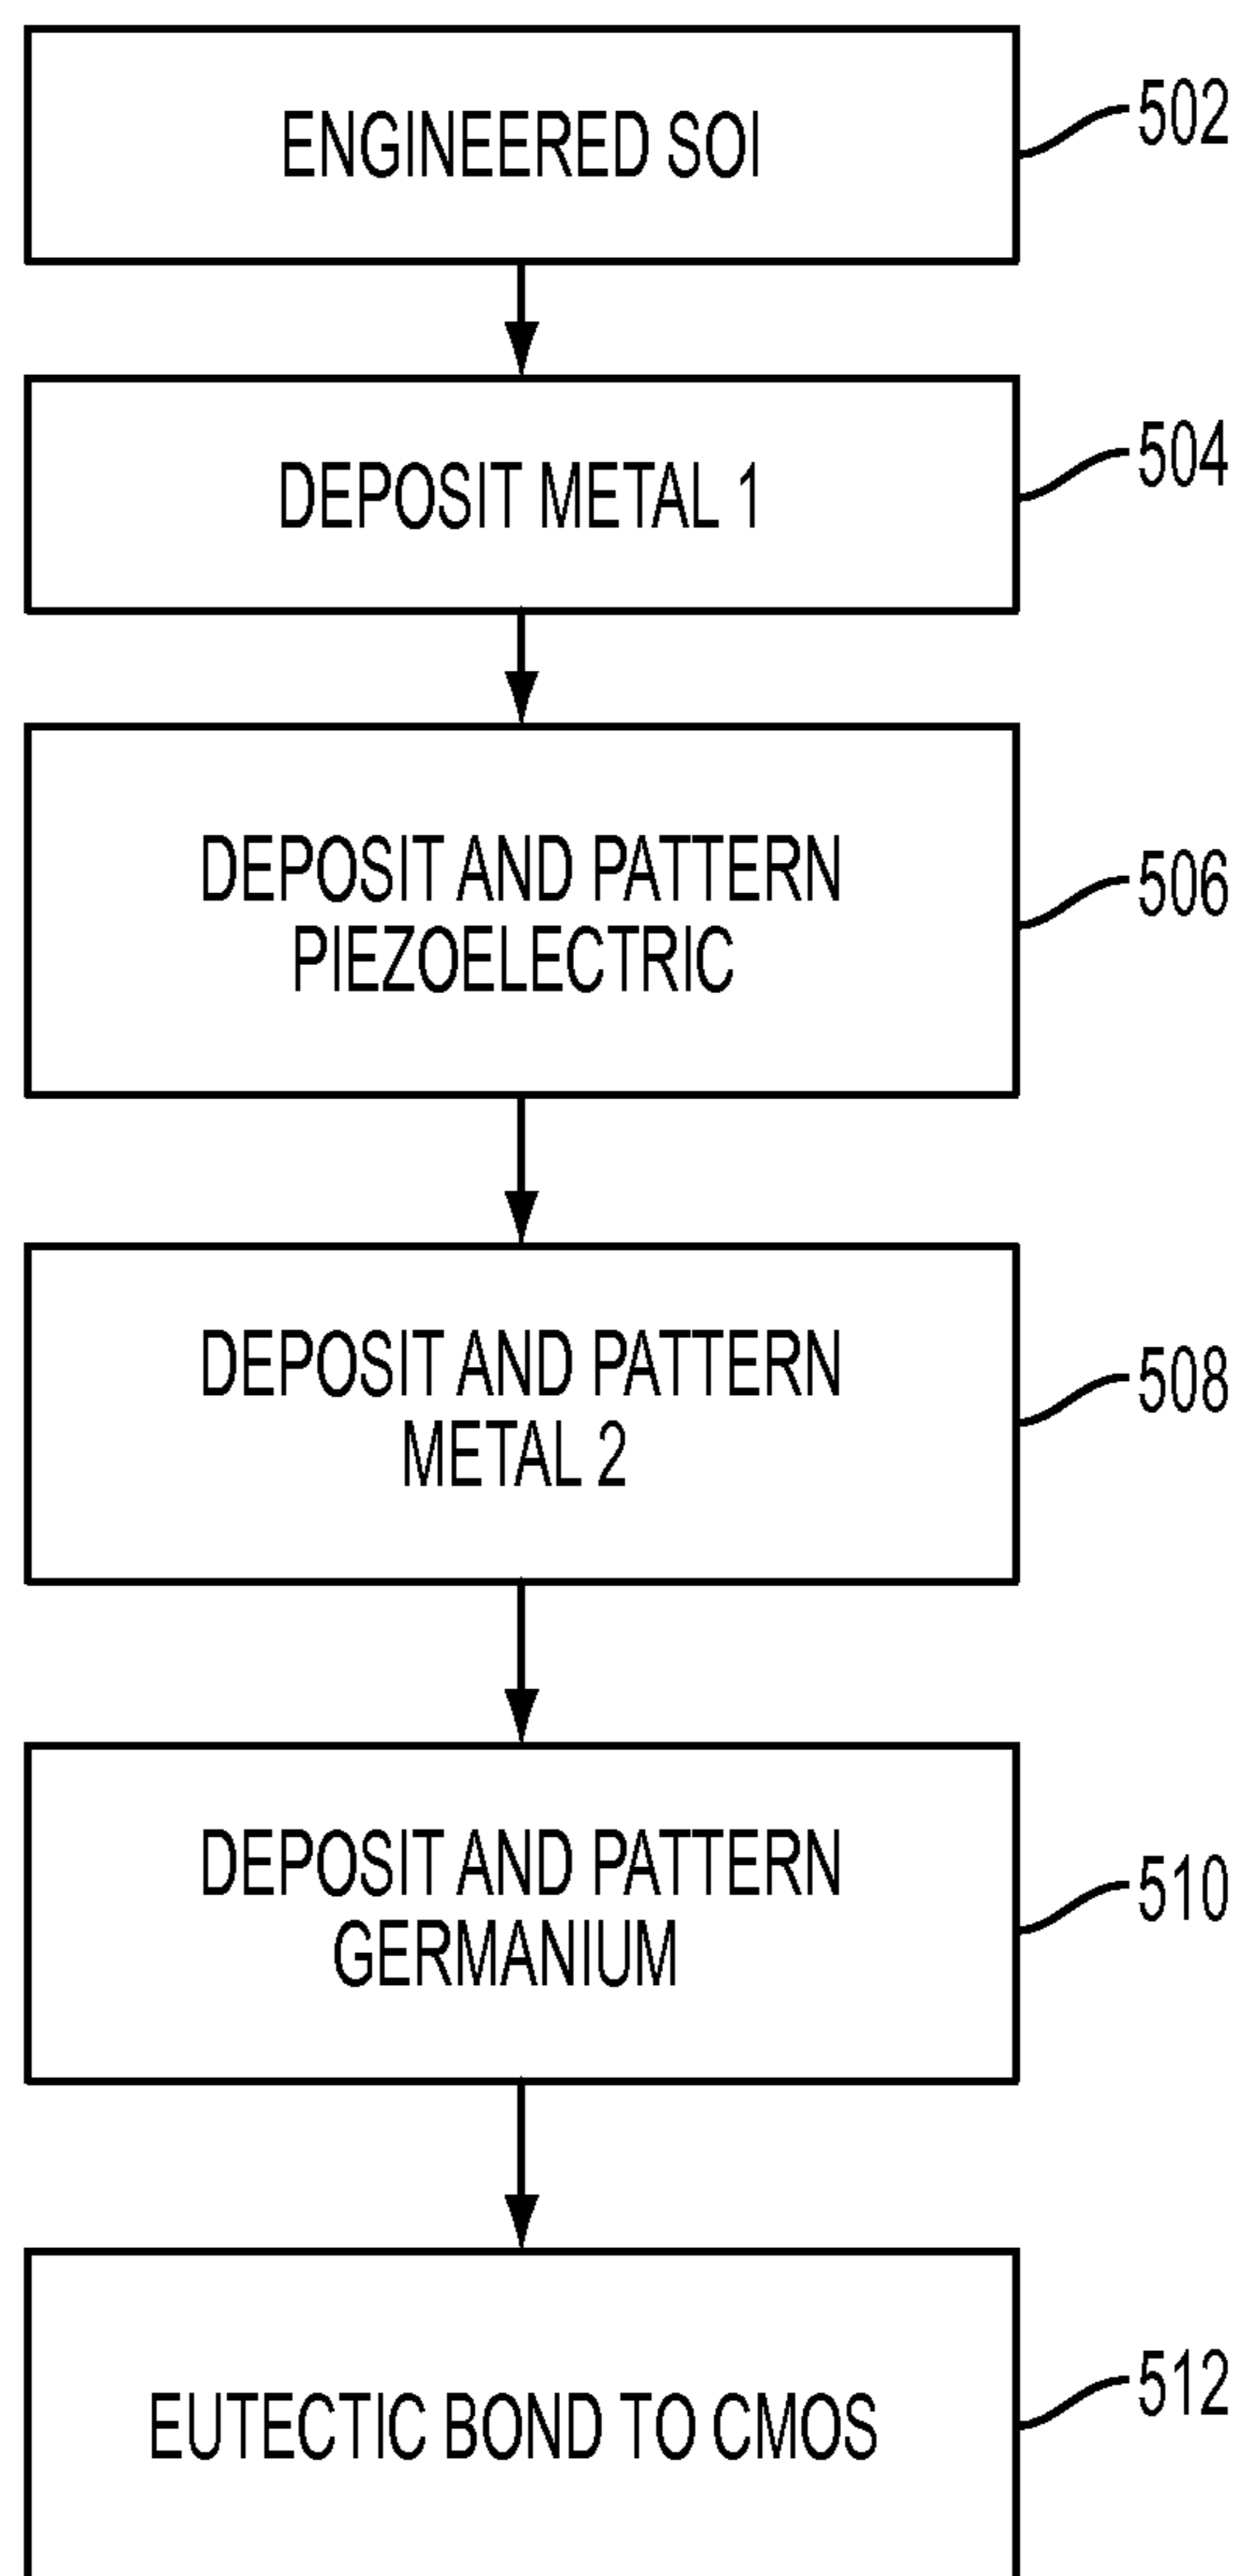 ENGINEERED SOI
502
DEPOSIT METAL 1
504
DEPOSIT AND PATTERN
PIEZOELECTRIC
506
DEPOSIT AND PATTERN
METAL 2
508
DEPOSIT AND PATTERN
GERMANIUM
510
EUTECTIC BOND TO CMOS
512